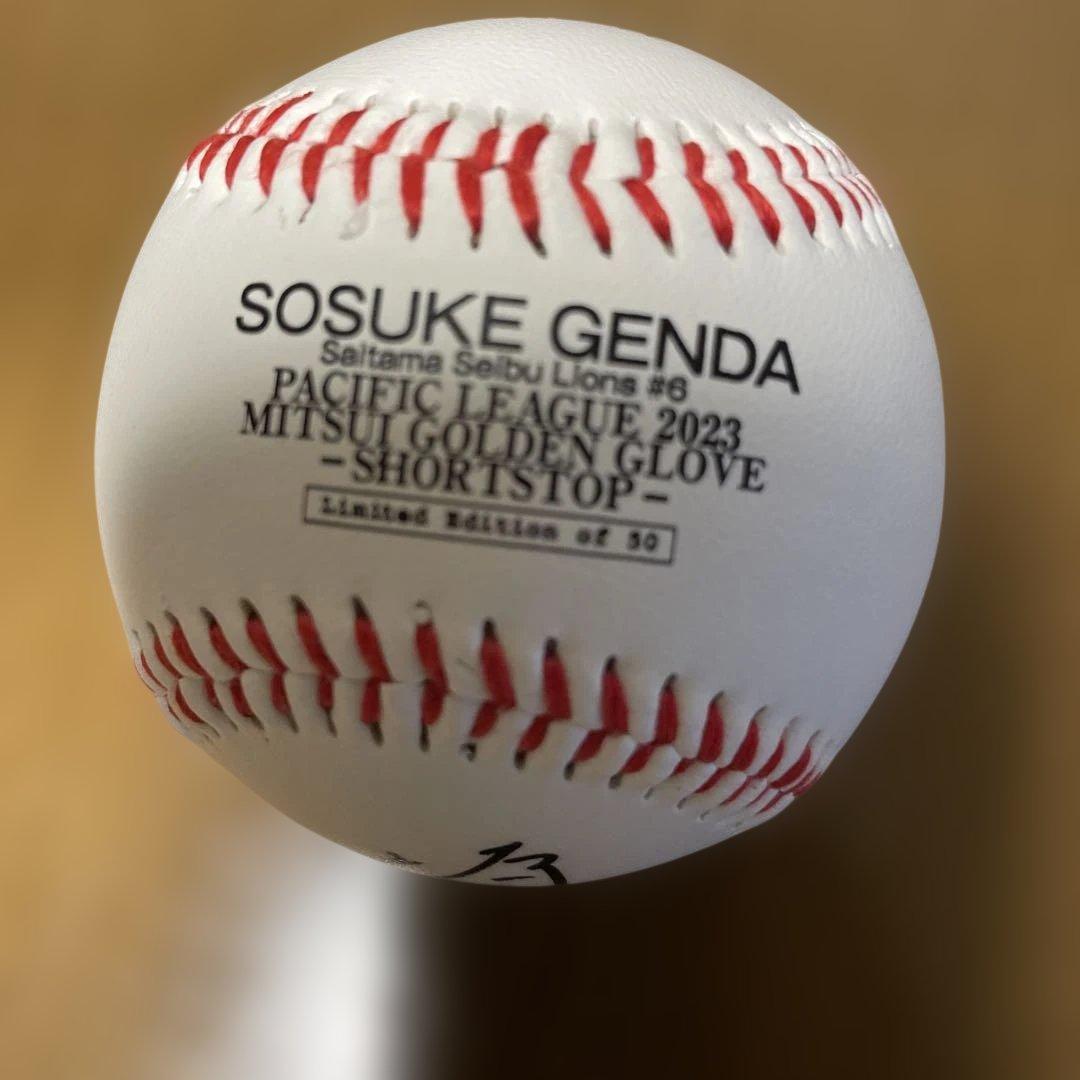 SOSUKE GENDA
Saitama Seibu Lions #6
PACIFIC LEAGUE 2023
MITSUI GOLDEN GLOVE
-SHORTSTOP-
Limited Edition of 50